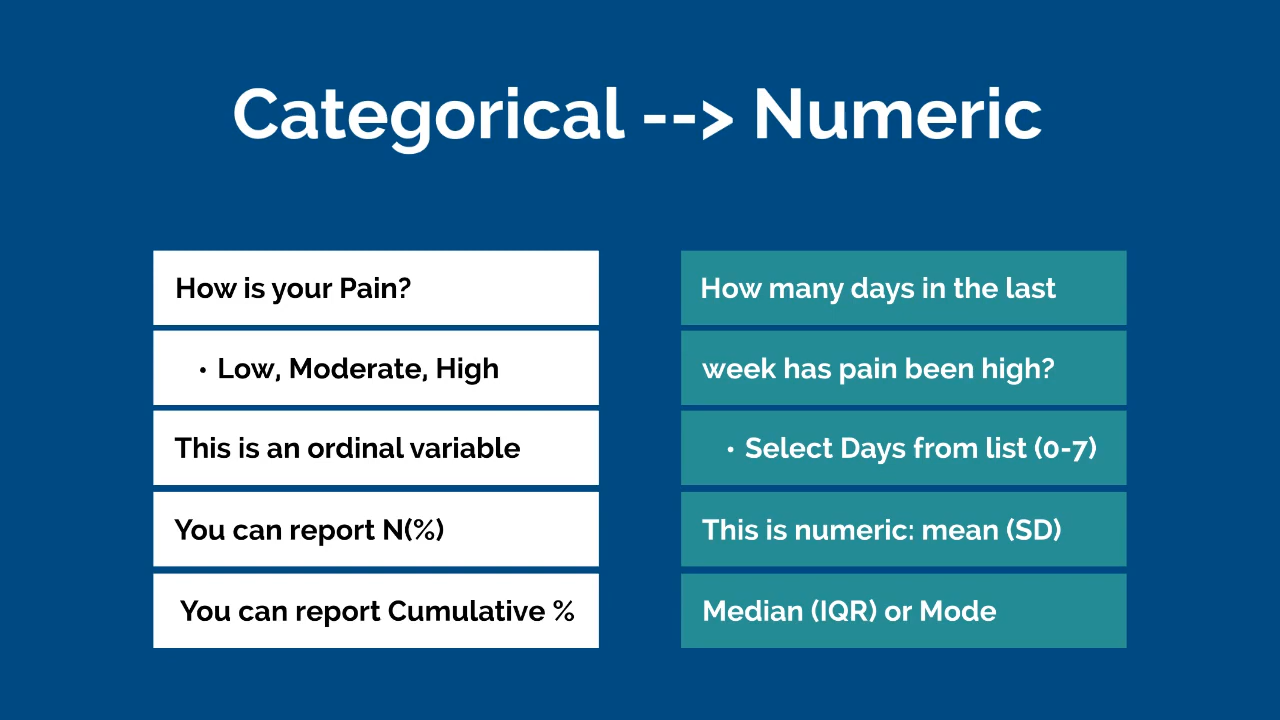 Categorical --> Numeric
How is your Pain?
• Low, Moderate, High
This is an ordinal variable
You can report N(%)
You can report Cumulative %
How many days in the last
week has pain been high?
• Select Days from list (0-7)
This is numeric: mean (SD)
Median (IQR) or Mode